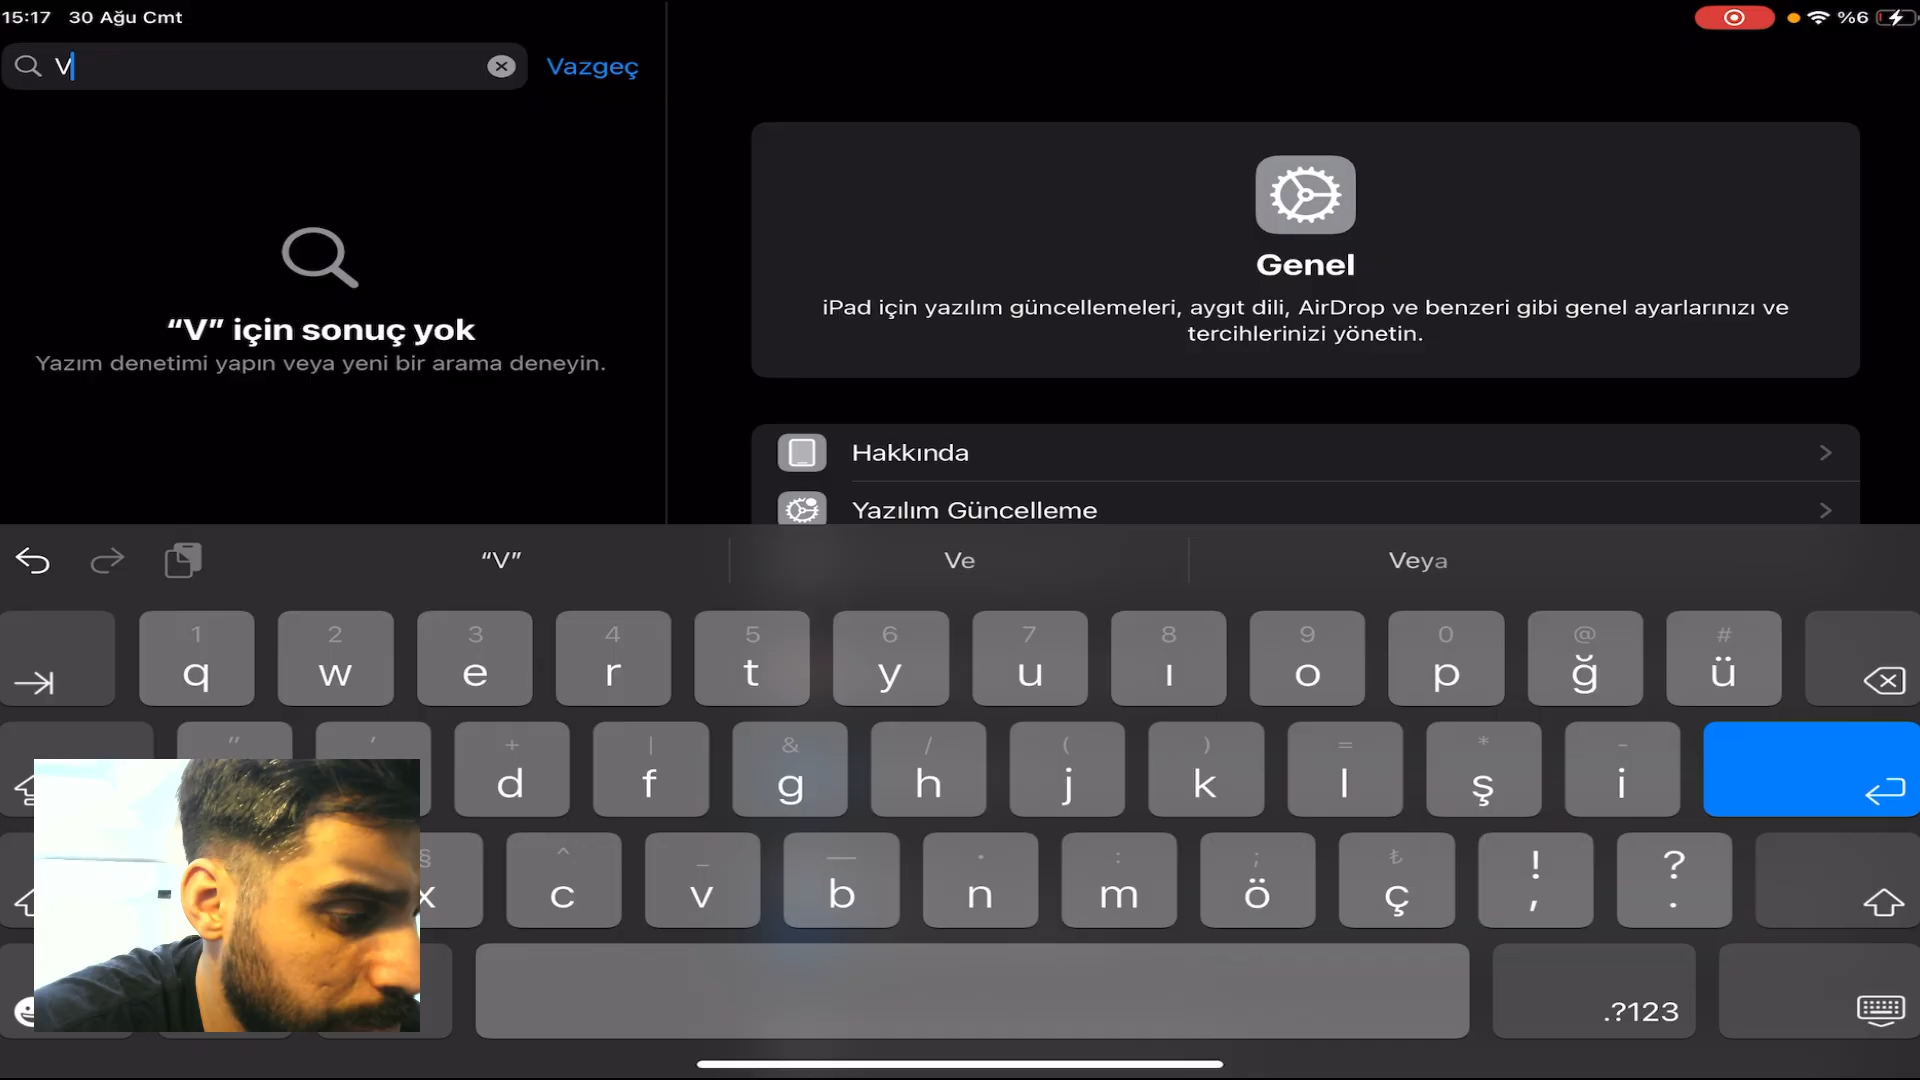 15:17 30 Ağu Cmt
%6
V
Vazgeç
“V” için sonuç yok
Yazım denetimi yapın veya yeni bir arama deneyin.
Genel
iPad için yazılım güncellemeleri, aygıt dili, AirDrop ve benzeri gibi genel ayarlarınızı ve
tercihlerinizi yönetin.
Hakkında
Yazılım Güncelleme
“V” Ve Veya
1 2 3 4 5 6 7 8 9 0 @ #
q w e r t y u ı o p ğ ü
" ' + | & / ( ) = * -
d f g h j k l ş i
§ ^ _ — · : ; ₺ ! ?
x c v b n m ö ç , .
.?123